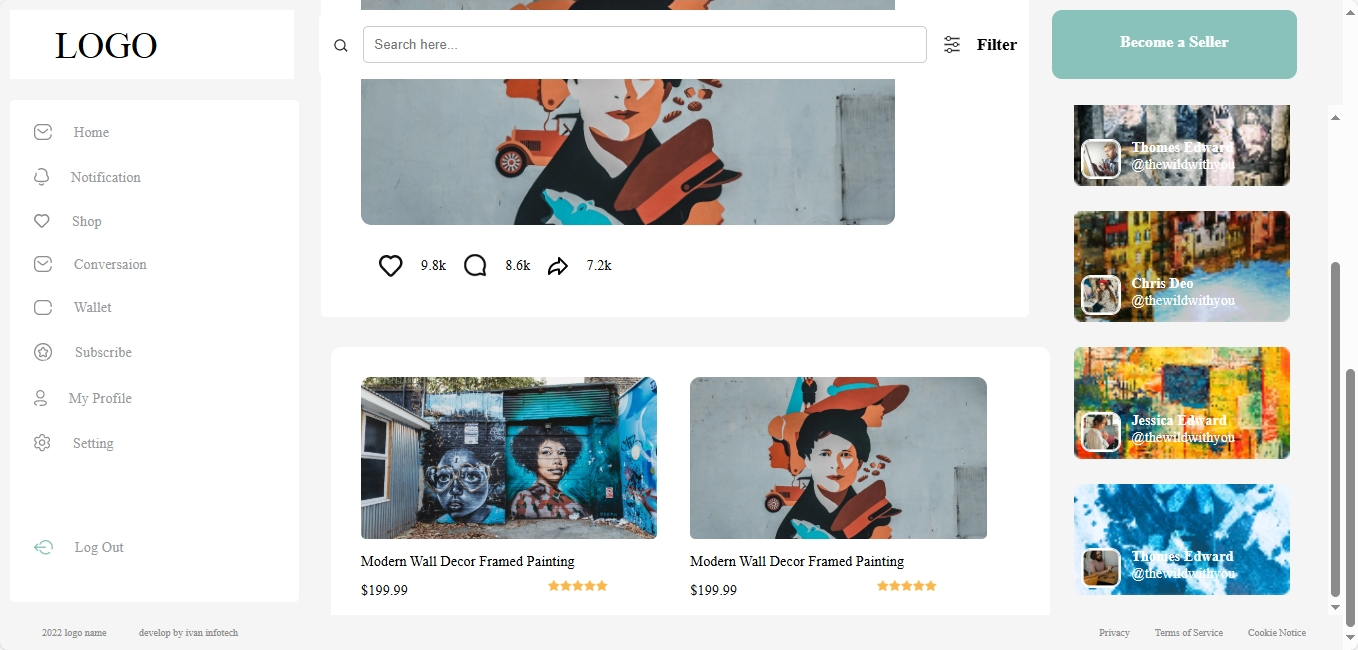 LOGO
Search here...
Filter
Become a Seller
Home
Notification
Shop
Conversaion
Wallet
Subscribe
My Profile
Setting
Log Out
9.8k
8.6k
7.2k
Modern Wall Decor Framed Painting
$199.99
Modern Wall Decor Framed Painting
$199.99
Thomes Edward
@thewildwithyou
Chris Deo
@thewildwithyou
Jessica Edward
@thewildwithyou
Thomes Edward
@thewildwithyou
2022 logo name
develop by ivan infotech
Privacy
Terms of Service
Cookie Notice